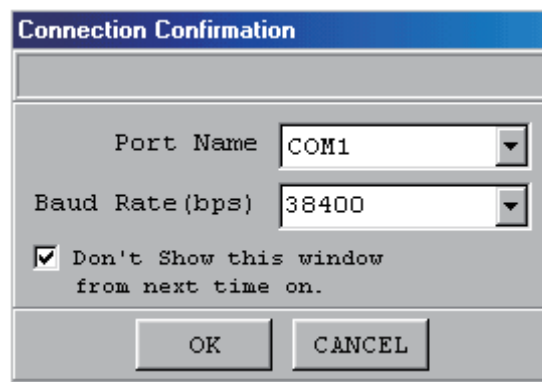 Connection Confirmation
Port Name COM1
Baud Rate(bps) 38400
Don't Show this window
from next time on.
OK CANCEL